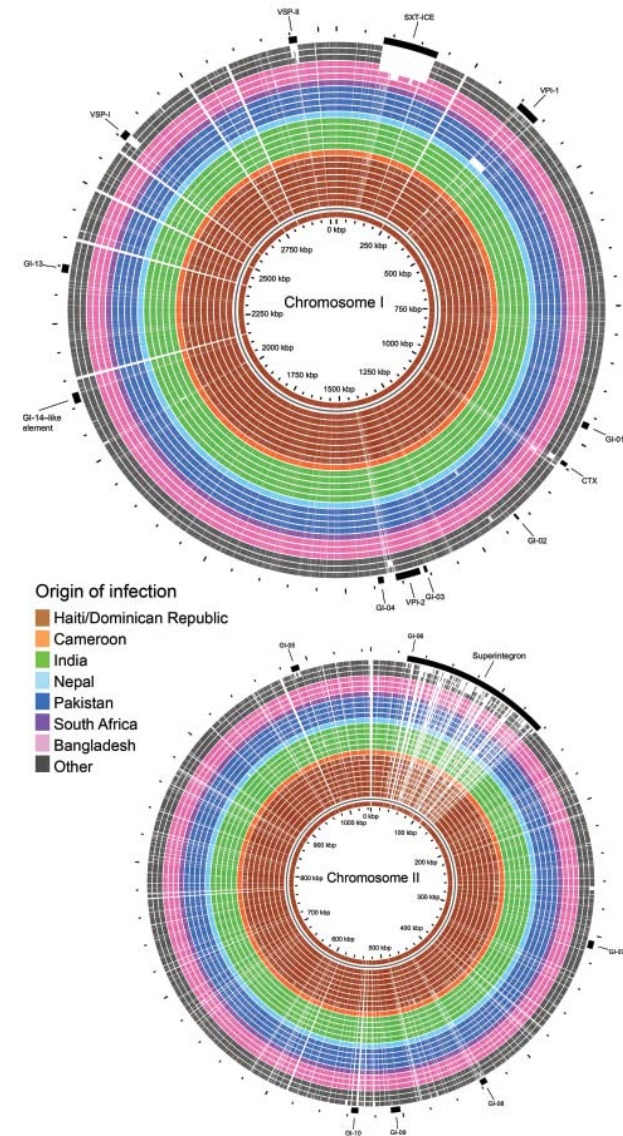 VSP-II
SXT-ICE
VPI-1
VSP-I
GI-13
GI-14–like
element
GI-01
CTX
GI-02
GI-03
VPI-2
GI-04
0 kbp
250 kbp
500 kbp
750 kbp
1000 kbp
1250 kbp
1500 kbp
1750 kbp
2000 kbp
2250 kbp
2500 kbp
2750 kbp
Chromosome I
Origin of infection
Haiti/Dominican Republic
Cameroon
India
Nepal
Pakistan
South Africa
Bangladesh
Other
GI-05
GI-06
Superintegron
GI-08
GI-09
GI-10
0 kbp
100 kbp
200 kbp
300 kbp
400 kbp
500 kbp
600 kbp
700 kbp
800 kbp
900 kbp
1000 kbp
Chromosome II